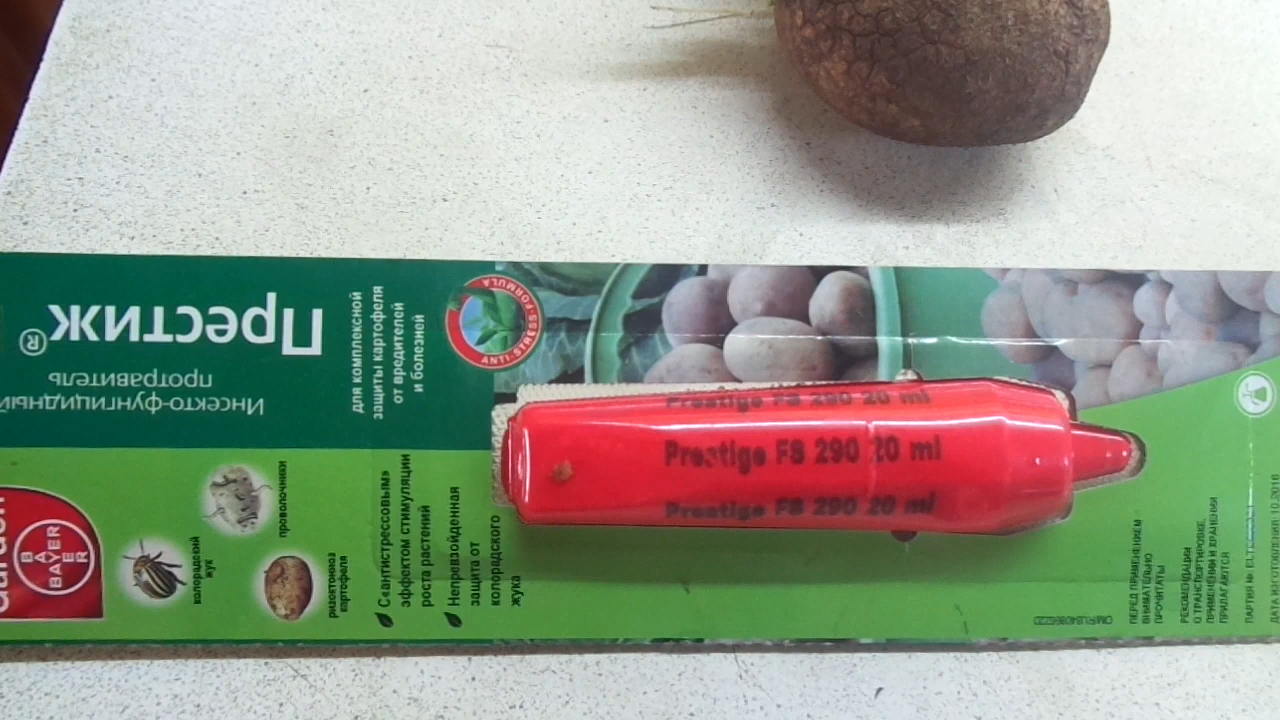 Престиж®
Инсекто-фунгицидный
протравитель
для комплексной
защиты картофеля
от вредителей
и болезней
ANTI-STRESS-FORMULA
BAYER
BAYER
проволочники
колорадский
жук
ризоктониоз
картофеля
С «антистрессовым»
эффектом стимуляции
роста растений
Непревзойденная
защита от
колорадского
жука
Prestige FS 290 20 ml
Prestige FS 290 20 ml
Prestige FS 290 20 ml
ПЕРЕД ПРИМЕНЕНИЕМ
ВНИМАТЕЛЬНО
ПРОЧИТАТЬ!
РЕКОМЕНДАЦИИ
О ТРАНСПОРТИРОВКЕ,
ПРИМЕНЕНИИ И ХРАНЕНИИ
ПРИЛАГАЮТСЯ
ПАРТИЯ №
ДАТА ИЗГОТОВЛЕНИЯ 10.2016